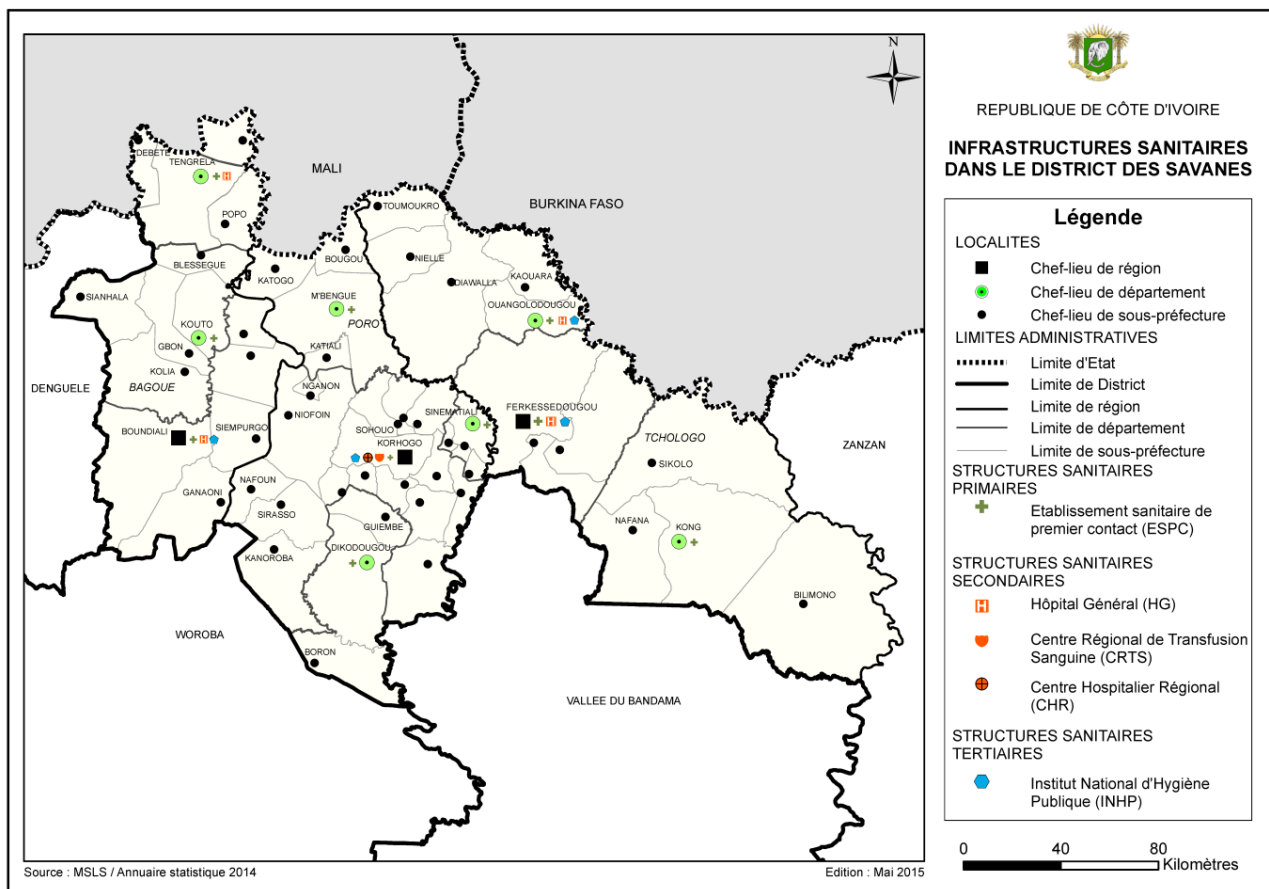 N
MALI
BURKINA FASO
DEBETE
TENGRELA
POPO
TOUMOUKRO
BLESSEGUE
BOUGOU
KATOGO
NIELLE
DIAWALLA
KAOUARA
SIANHALA
M'BENGUE
OUANGOLODOUGOU
PORO
KOUTO
GBON
KATIALI
KOLIA
DENGUELE
BAGOUE
NGANON
NIOFOIN
SINEMATIALI
FERKESSEDOUGOU
BOUNDIALI
SIEMPURGO
SOHOUO
KORHOGO
TCHOLOGO
ZANZAN
SIKOLO
NAFOUN
GANAONI
SIRASSO
GUIEMBE
NAFANA
KONG
KANOROBA
DIKODOUGOU
BILIMONO
WOROBA
BORON
VALLEE DU BANDAMA
Source : MSLS / Annuaire statistique 2014
Edition : Mai 2015
REPUBLIQUE DE CÔTE D'IVOIRE
INFRASTRUCTURES SANITAIRES
DANS LE DISTRICT DES SAVANES
Légende
LOCALITES
Chef-lieu de région
Chef-lieu de département
Chef-lieu de sous-préfecture
LIMITES ADMINISTRATIVES
Limite d'Etat
Limite de District
Limite de région
Limite de département
Limite de sous-préfecture
STRUCTURES SANITAIRES
PRIMAIRES
Etablissement sanitaire de
premier contact (ESPC)
STRUCTURES SANITAIRES
SECONDAIRES
H Hôpital Général (HG)
Centre Régional de Transfusion
Sanguine (CRTS)
Centre Hospitalier Régional
(CHR)
STRUCTURES SANITAIRES
TERTIAIRES
Institut National d'Hygiène
Publique (INHP)
0 40 80
Kilomètres